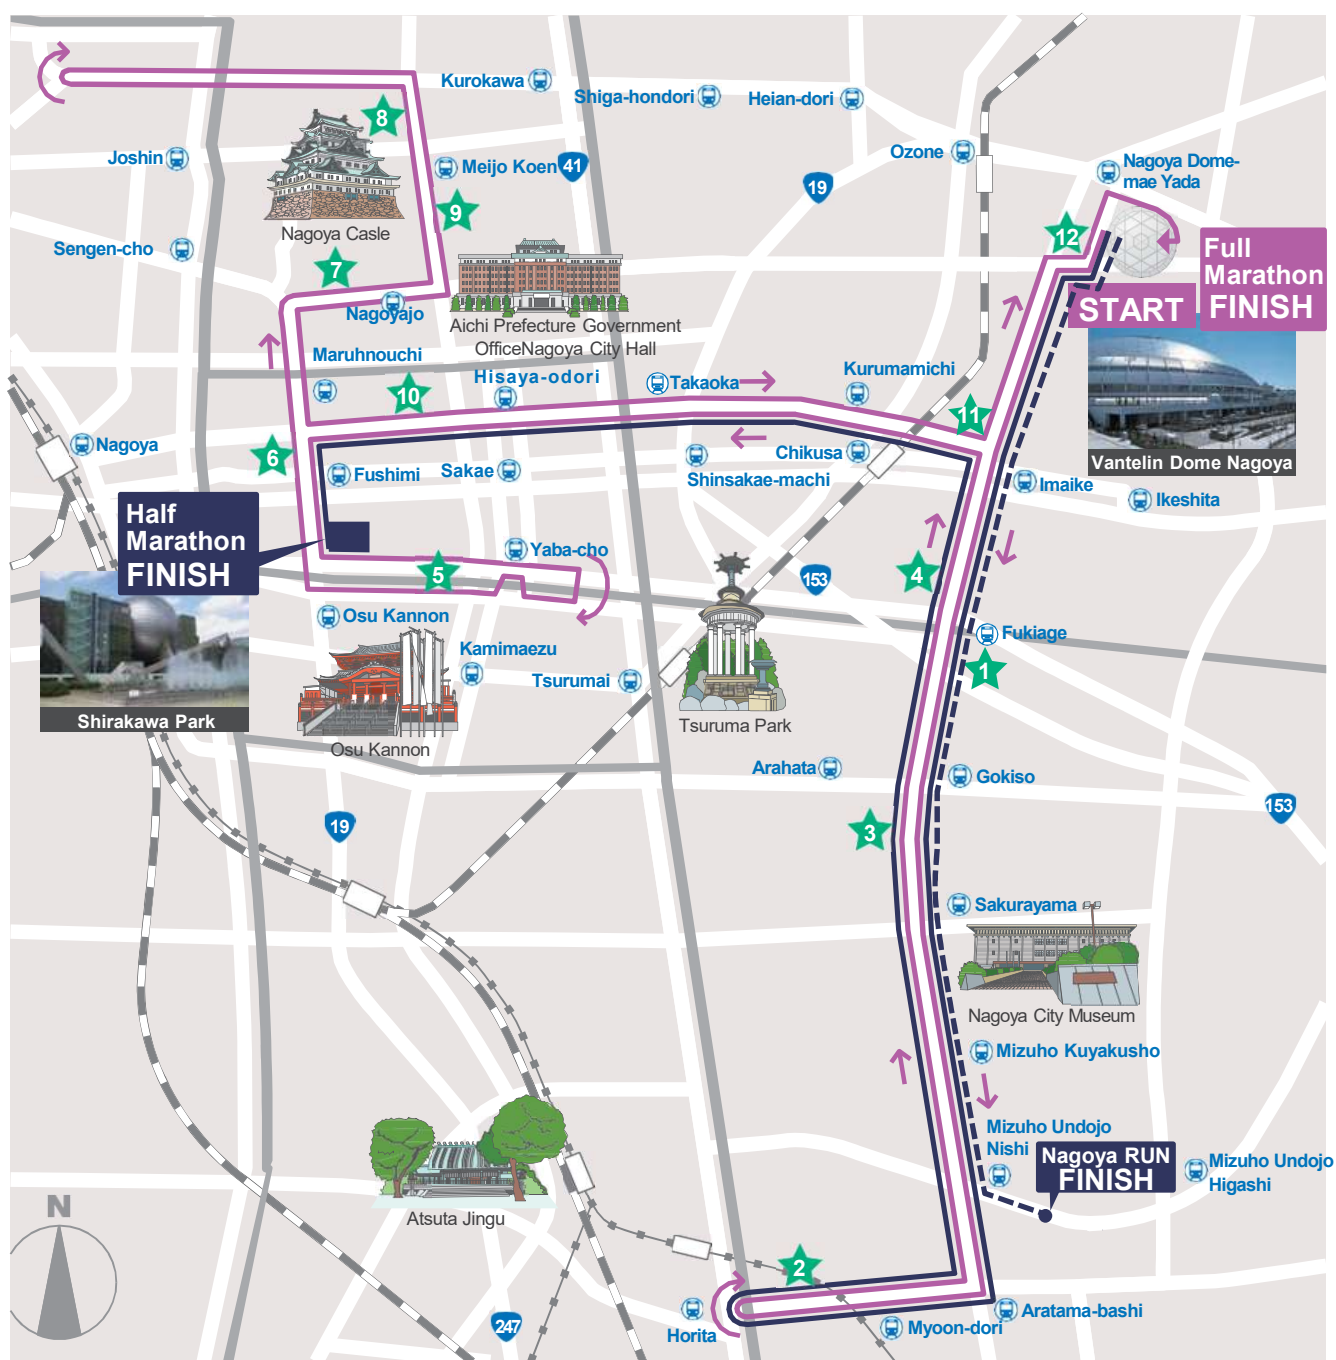 Kurokawa
Shiga-hondori
Heian-dori
8
Joshin
Meijo Koen
41
Ozone
Nagoya Dome-
mae Yada
19
9
Nagoya Casle
12
Sengen-cho
7
Full
Marathon
FINISH
START
Nagoyajo
Aichi Prefecture Government
OfficeNagoya City Hall
Maruhnouchi
Hisaya-odori
Takaoka
Kurumamichi
10
11
Nagoya
6
Fushimi
Sakae
Shinsakae-machi
Chikusa
Imaike
Ikeshita
Vantelin Dome Nagoya
Half
Marathon
FINISH
Yaba-cho
5
153
4
Osu Kannon
Fukiage
1
Kamimaezu
Tsurumai
Shirakawa Park
Osu Kannon
Tsuruma Park
Arahata
Gokiso
153
19
3
Sakurayama
Nagoya City Museum
Mizuho Kuyakusho
Mizuho Undojo
Nishi
Nagoya RUN
FINISH
Mizuho Undojo
Higashi
N
Atsuta Jingu
2
247
Horita
Myoon-dori
Aratama-bashi